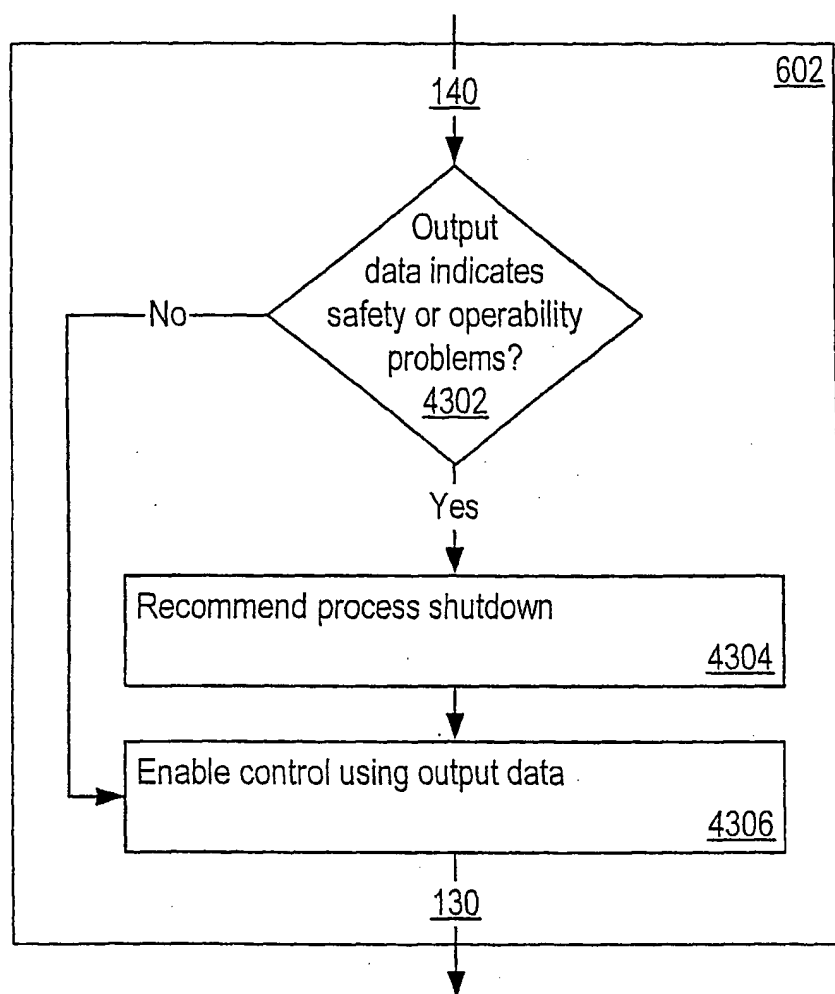 602
140
Output
data indicates
safety or operability
problems?
4302
No
Yes
Recommend process shutdown
4304
Enable control using output data
4306
130